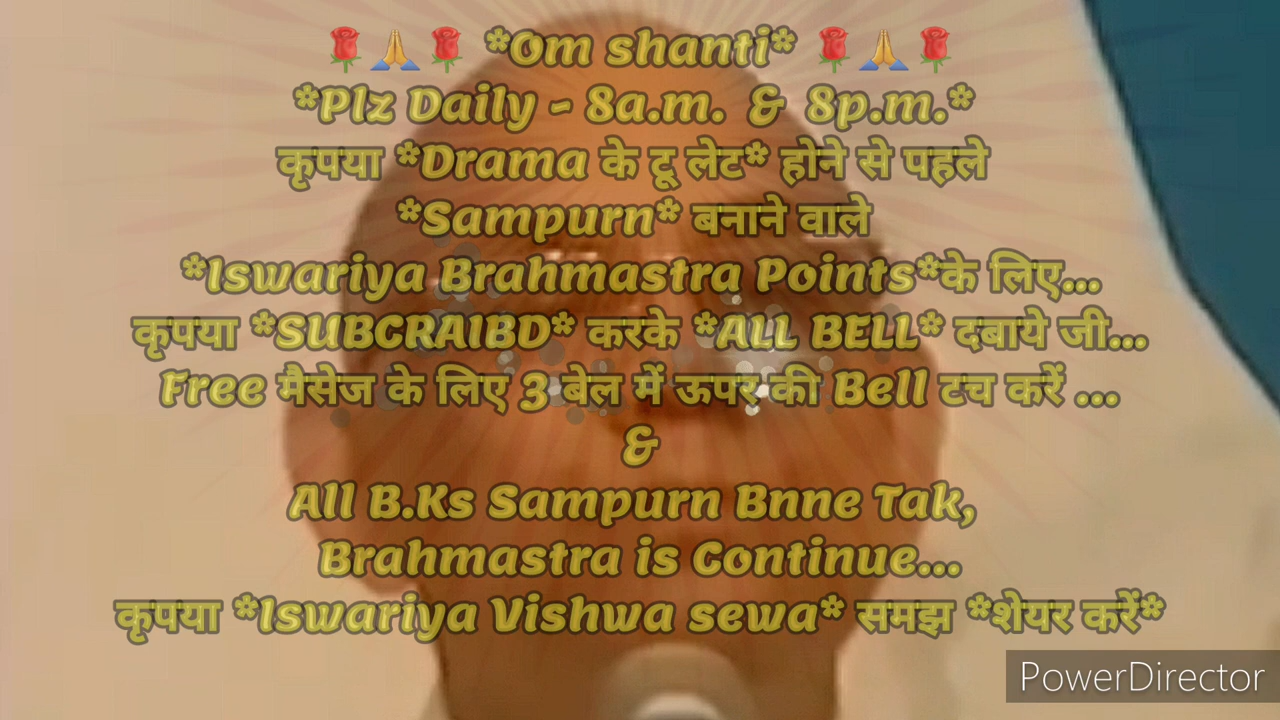 🌹🙏🌹 *Om shanti* 🌹🙏🌹
*Plz Daily - 8a.m. & 8p.m.*
कृपया *Drama के टू लेट* होने से पहले
*Sampurn* बनाने वाले
*Iswariya Brahmastra Points*के लिए...
कृपया *SUBCRAIBD* करके *ALL BELL* दबाये जी...
Free मैसेज के लिए 3 बेल में ऊपर की Bell टच करें ...
&
All B.Ks Sampurn Bnne Tak,
Brahmastra is Continue...
कृपया *Iswariya Vishwa sewa* समझ *शेयर करें*
PowerDirector